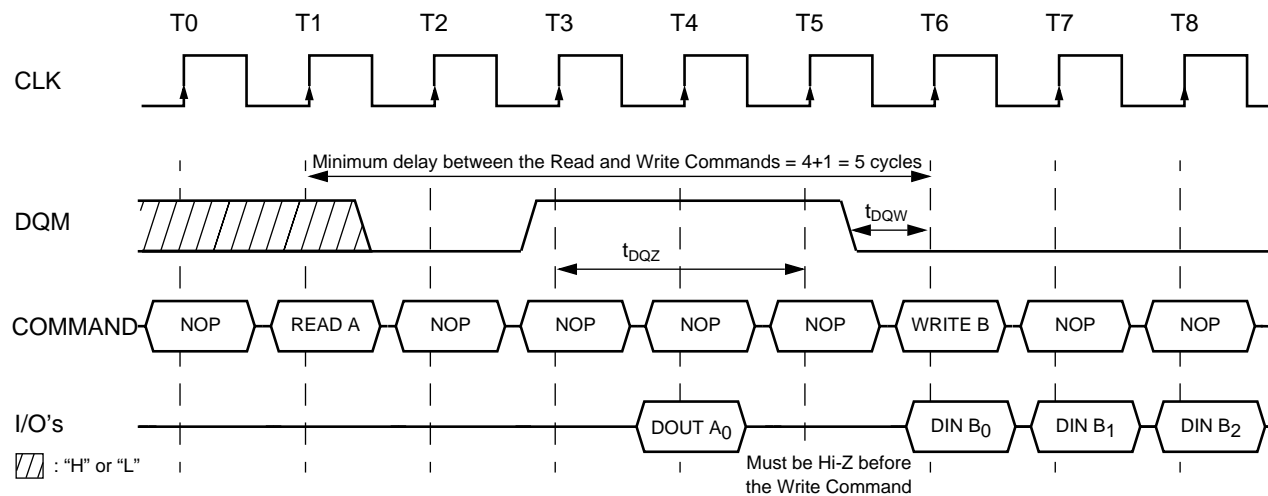 T0 T1 T2 T3 T4 T5 T6 T7 T8
CLK
Minimum delay between the Read and Write Commands = 4+1 = 5 cycles
DQM
tDQW
tDQZ
COMMAND NOP READ A NOP NOP NOP NOP WRITE B NOP NOP
I/O's DOUT A0 DIN B0 DIN B1 DIN B2
: “H” or “L”
Must be Hi-Z before
the Write Command